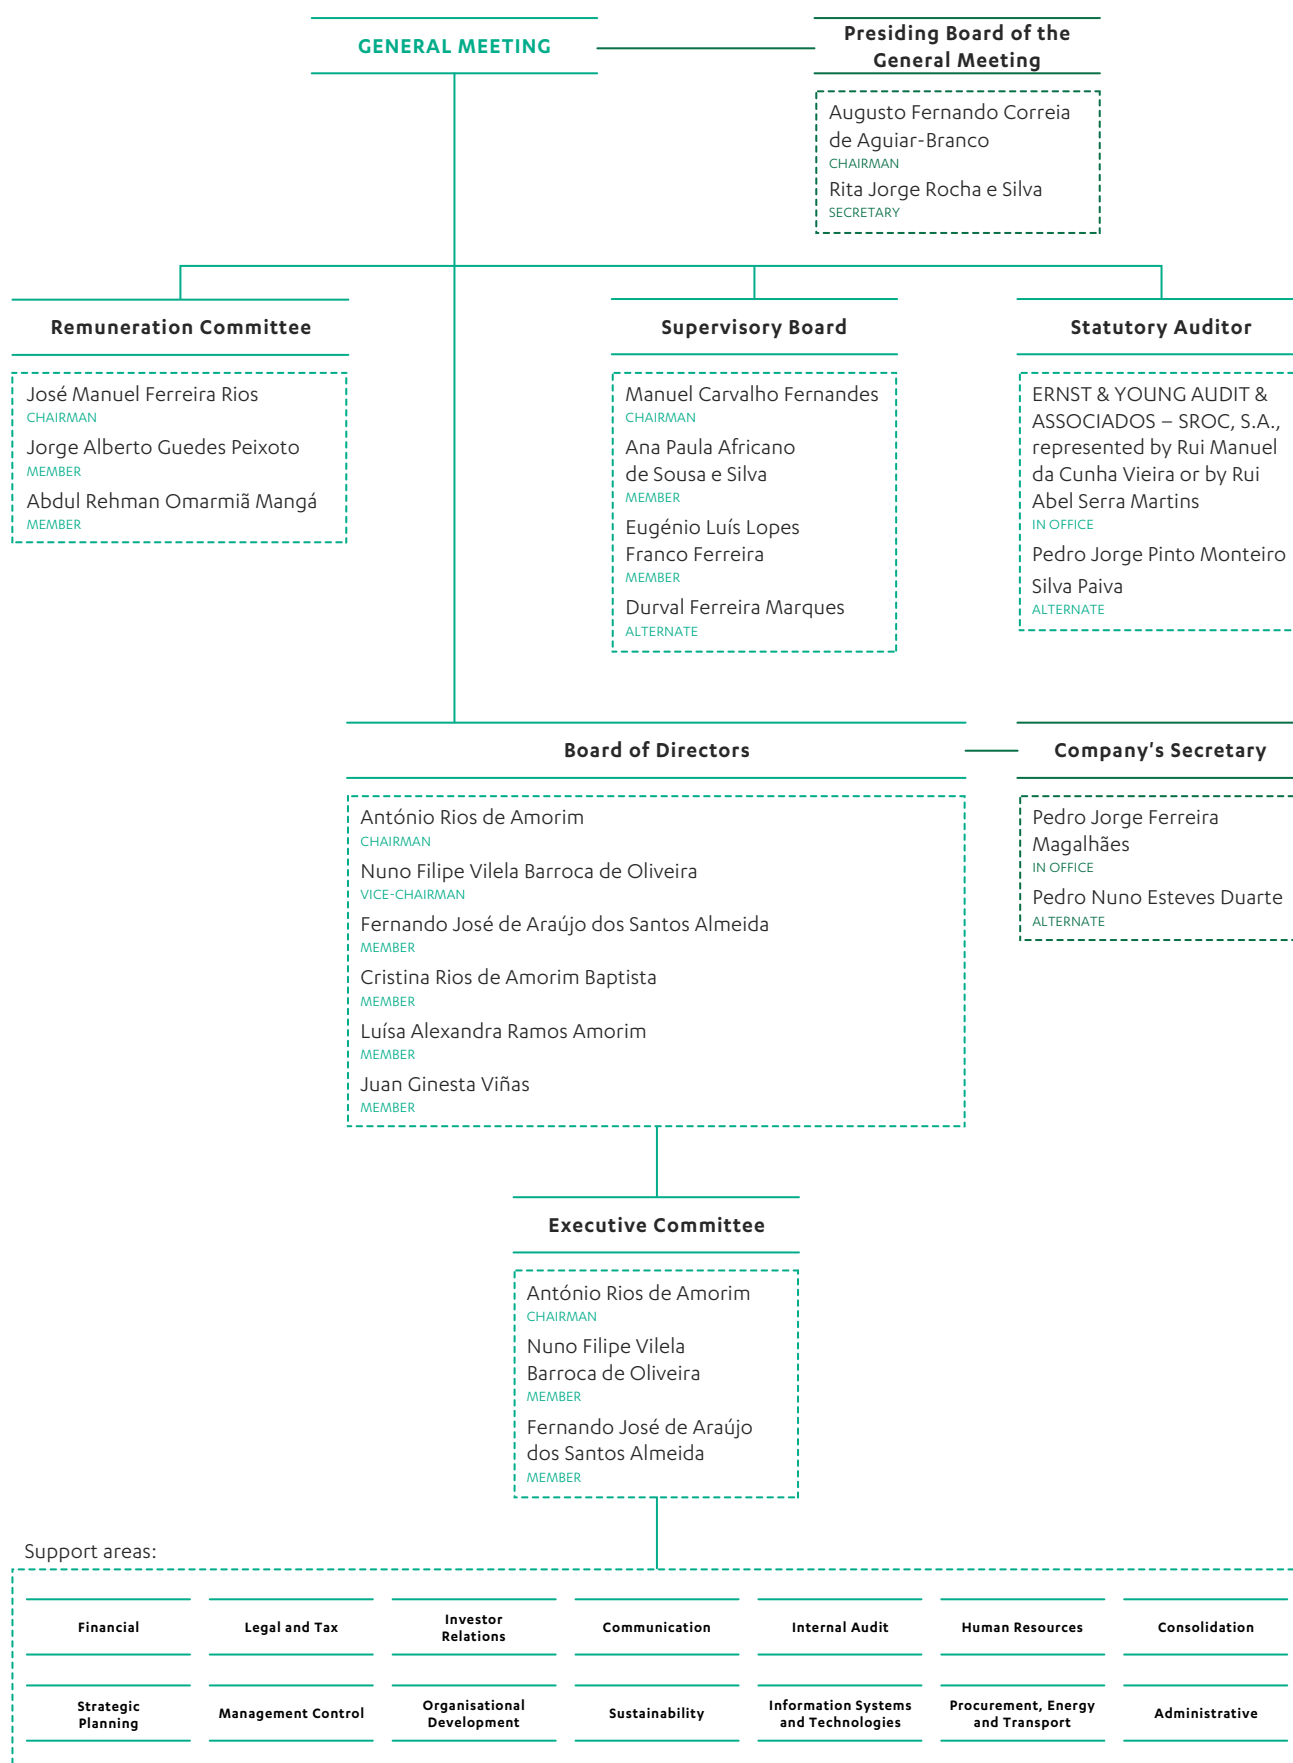 GENERAL MEETING
Presiding Board of the
General Meeting
Augusto Fernando Correia
de Aguiar-Branco
CHAIRMAN
Rita Jorge Rocha e Silva
SECRETARY
Remuneration Committee
José Manuel Ferreira Rios
CHAIRMAN
Jorge Alberto Guedes Peixoto
MEMBER
Abdul Rehman Omarmiã Mangá
MEMBER
Supervisory Board
Manuel Carvalho Fernandes
CHAIRMAN
Ana Paula Africano
de Sousa e Silva
MEMBER
Eugénio Luís Lopes
Franco Ferreira
MEMBER
Durval Ferreira Marques
ALTERNATE
Statutory Auditor
ERNST & YOUNG AUDIT &
ASSOCIADOS – SROC, S.A.,
represented by Rui Manuel
da Cunha Vieira or by Rui
Abel Serra Martins
IN OFFICE
Pedro Jorge Pinto Monteiro
Silva Paiva
ALTERNATE
Board of Directors
António Rios de Amorim
CHAIRMAN
Nuno Filipe Vilela Barroca de Oliveira
VICE-CHAIRMAN
Fernando José de Araújo dos Santos Almeida
MEMBER
Cristina Rios de Amorim Baptista
MEMBER
Luísa Alexandra Ramos Amorim
MEMBER
Juan Ginesta Viñas
MEMBER
Company's Secretary
Pedro Jorge Ferreira
Magalhães
IN OFFICE
Pedro Nuno Esteves Duarte
ALTERNATE
Executive Committee
António Rios de Amorim
CHAIRMAN
Nuno Filipe Vilela
Barroca de Oliveira
MEMBER
Fernando José de Araújo
dos Santos Almeida
MEMBER
Support areas:
Financial
Legal and Tax
Investor
Relations
Communication
Internal Audit
Human Resources
Consolidation
Strategic
Planning
Management Control
Organisational
Development
Sustainability
Information Systems
and Technologies
Procurement, Energy
and Transport
Administrative